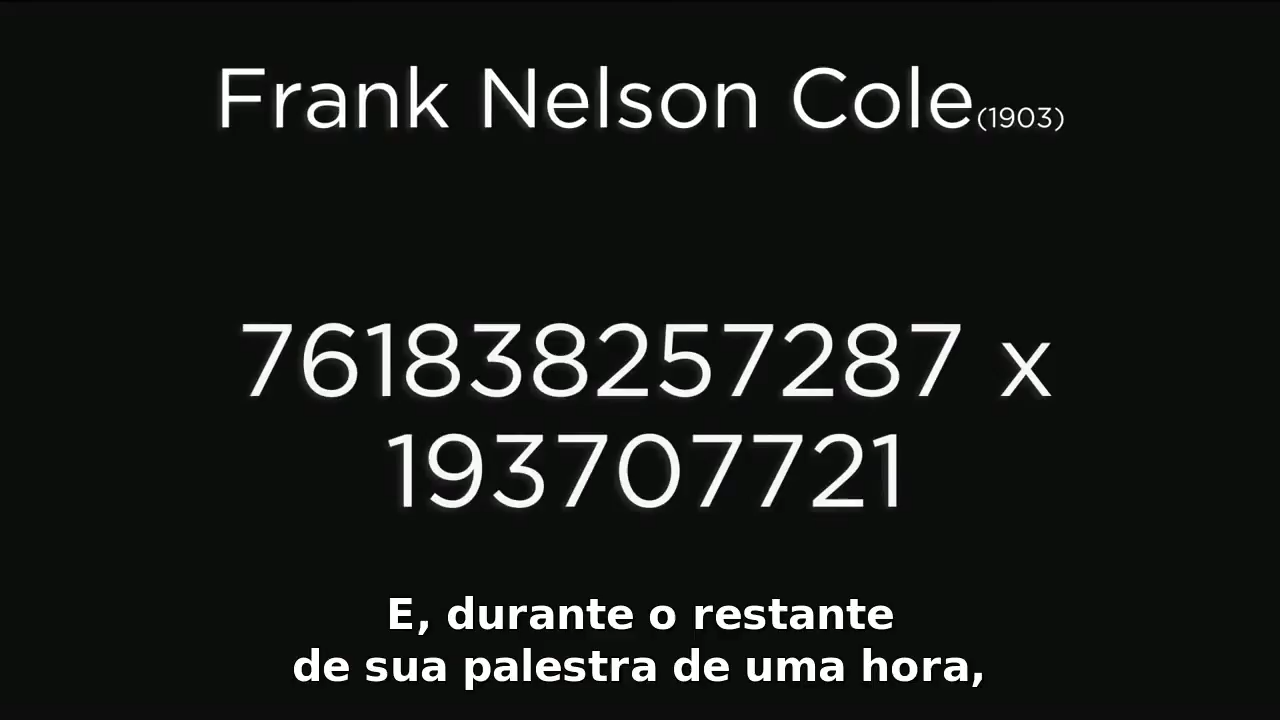 Frank Nelson Cole(1903)
761838257287 x
193707721
E, durante o restante
de sua palestra de uma hora,